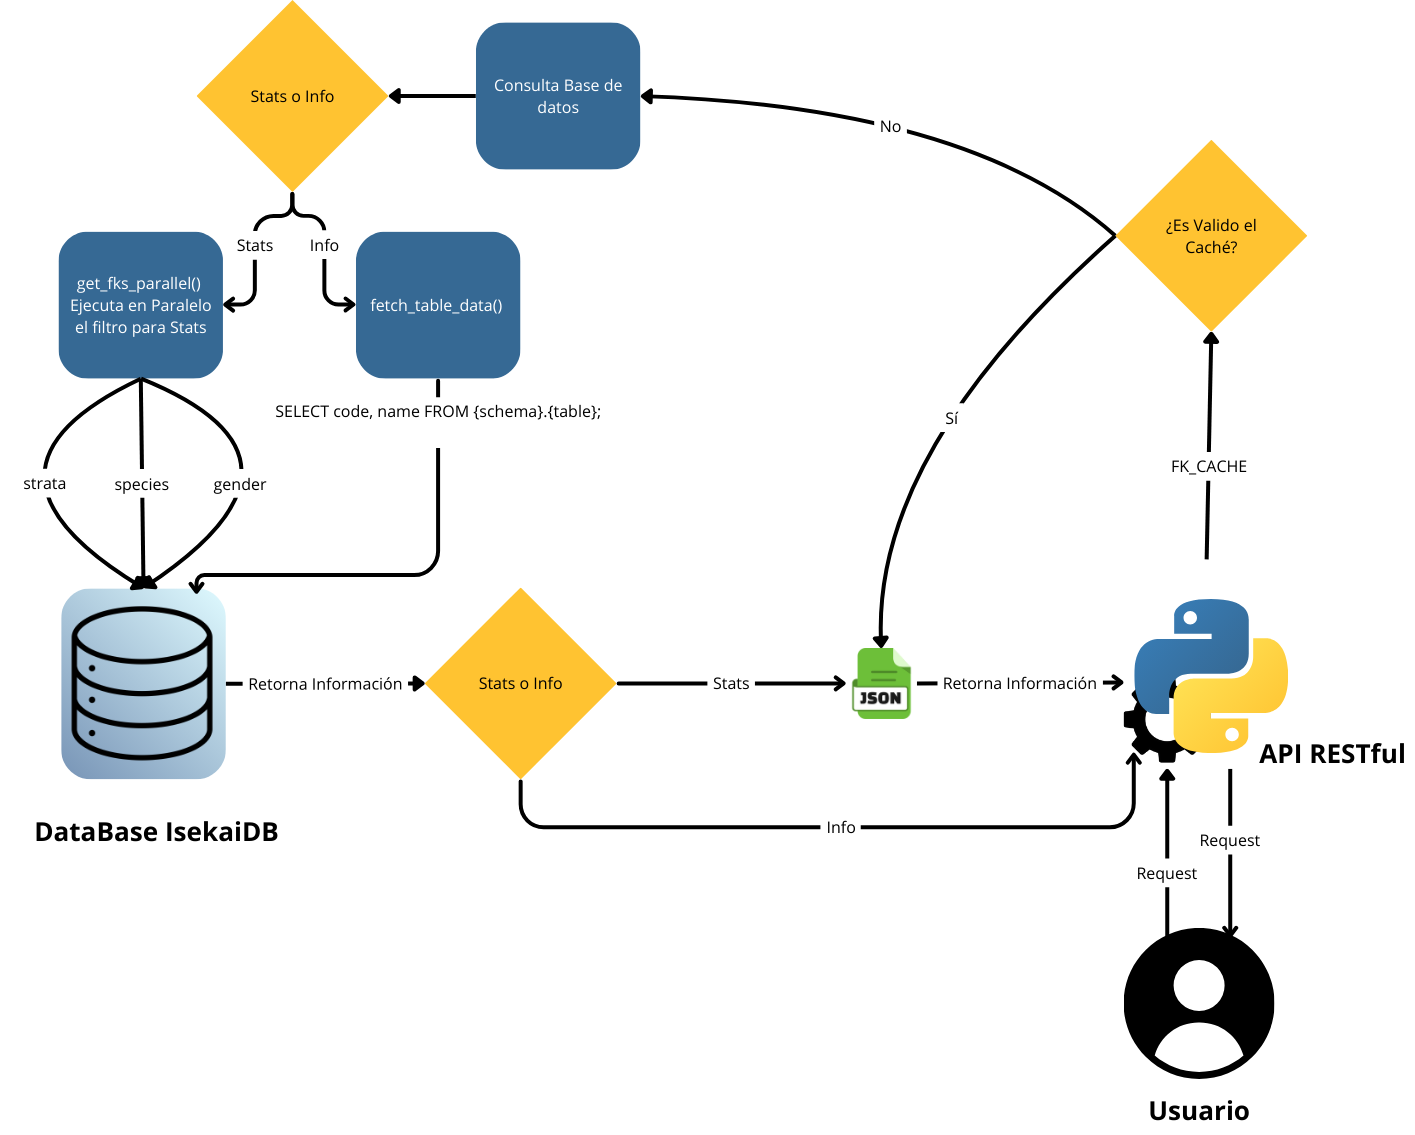 Stats o Info
Consulta Base de
datos
No
¿Es Valido el
Caché?
Stats
Info
get_fks_parallel()
Ejecuta en Paralelo
el filtro para Stats
fetch_table_data()
SELECT code, name FROM {schema}.{table};
Sí
FK_CACHE
strata
species
gender
Retorna Información
Stats o Info
Stats
JSON
Retorna Información
API RESTful
DataBase IsekaiDB
Info
Request
Request
Usuario